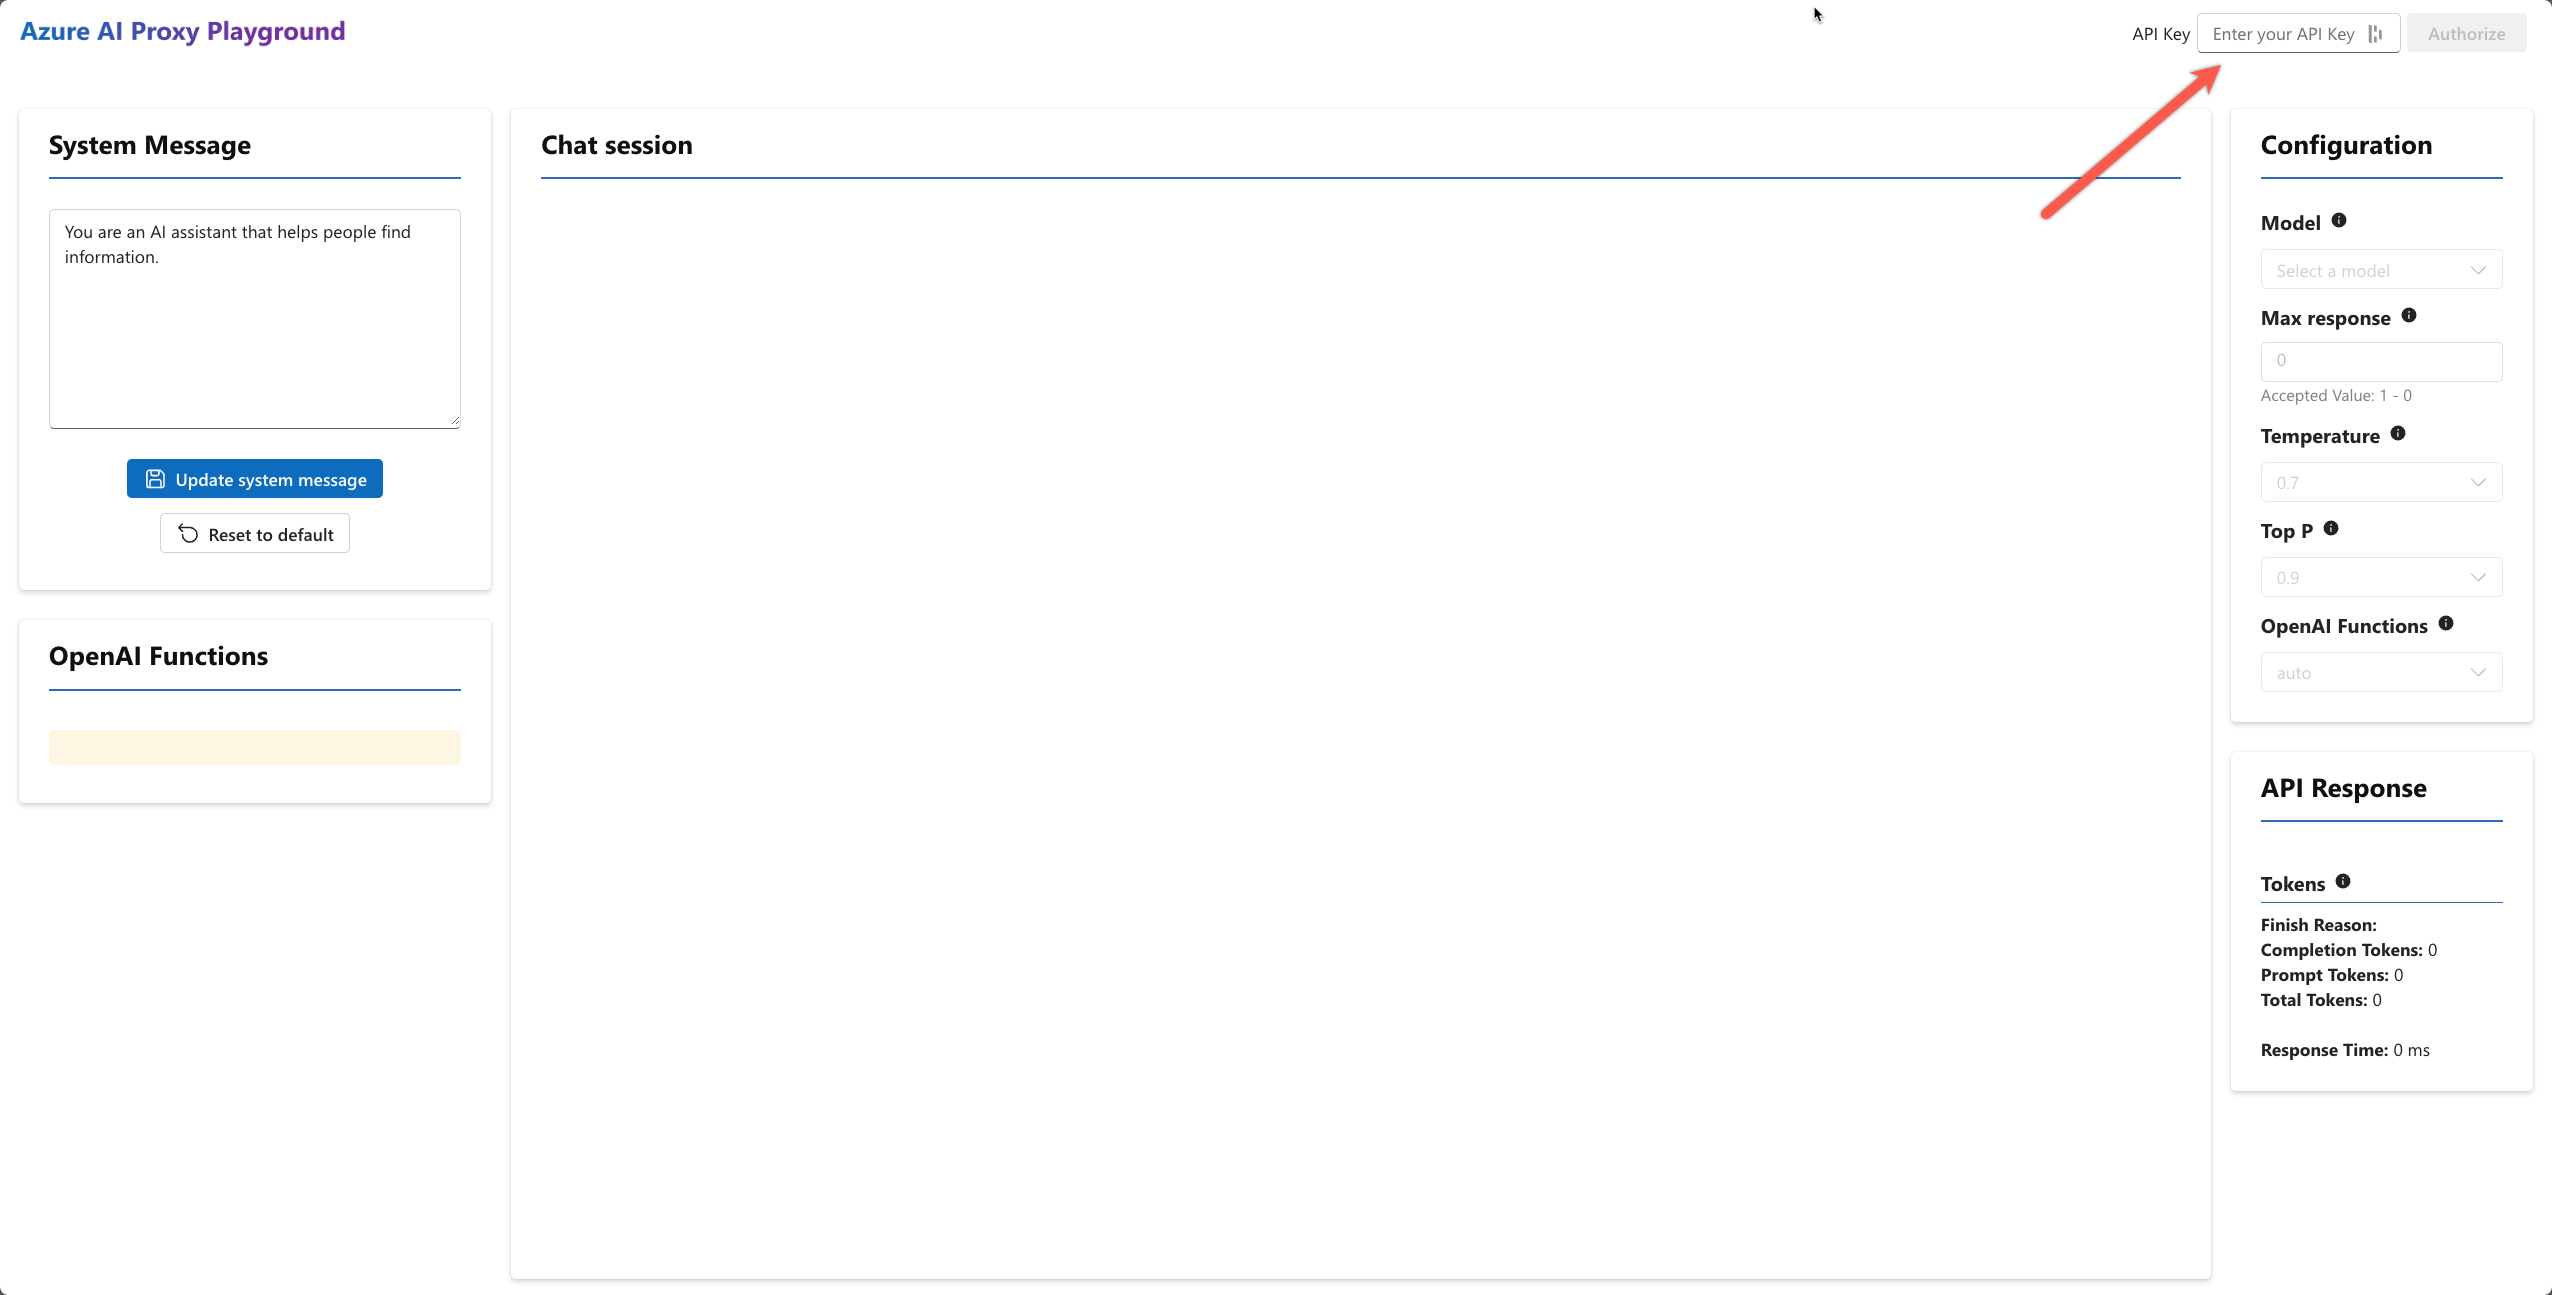 Azure AI Proxy Playground
API Key
Enter your API Key
Authorize
System Message
You are an AI assistant that helps people find
information.
Update system message
Reset to default
OpenAI Functions
Chat session
Configuration
Model
Select a model
Max response
0
Accepted Value: 1 - 0
Temperature
0.7
Top P
0.9
OpenAI Functions
auto
API Response
Tokens
Finish Reason:
Completion Tokens: 0
Prompt Tokens: 0
Total Tokens: 0
Response Time: 0 ms